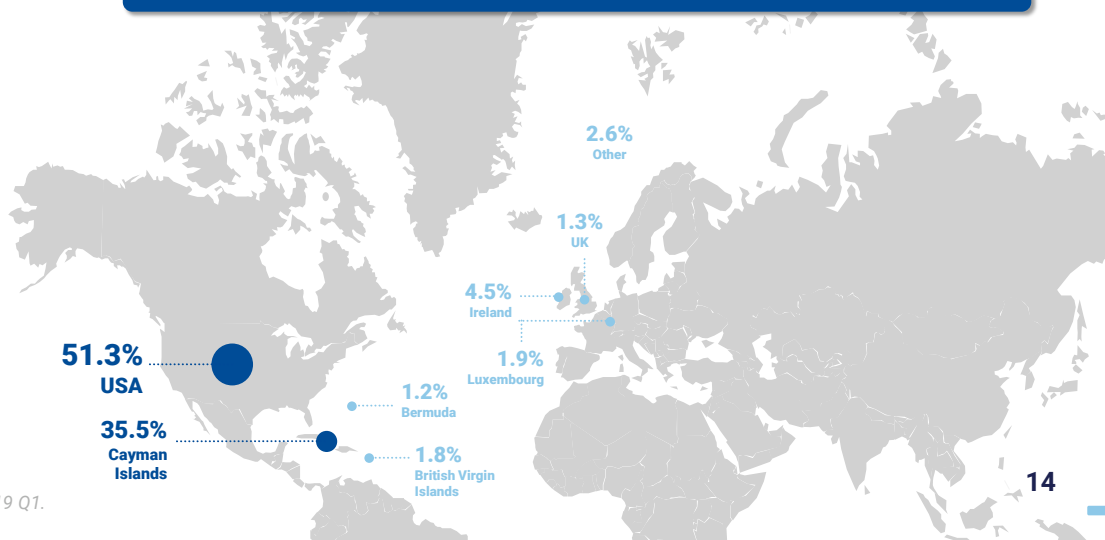 2.6%
Other
1.3%
UK
4.5%
Ireland
1.9%
Luxembourg
51.3%
USA
1.2%
Bermuda
35.5%
Cayman
Islands
1.8%
British Virgin
Islands
9 Q1.
14